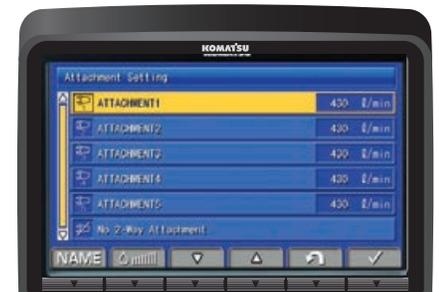 KOMATSU
Attachment Setting
ATTACHMENT1 430 ℓ/min
ATTACHMENT2 430 ℓ/min
ATTACHMENT3 430 ℓ/min
ATTACHMENT4 430 ℓ/min
ATTACHMENT5 430 ℓ/min
No 2-Way Attachment
NAME